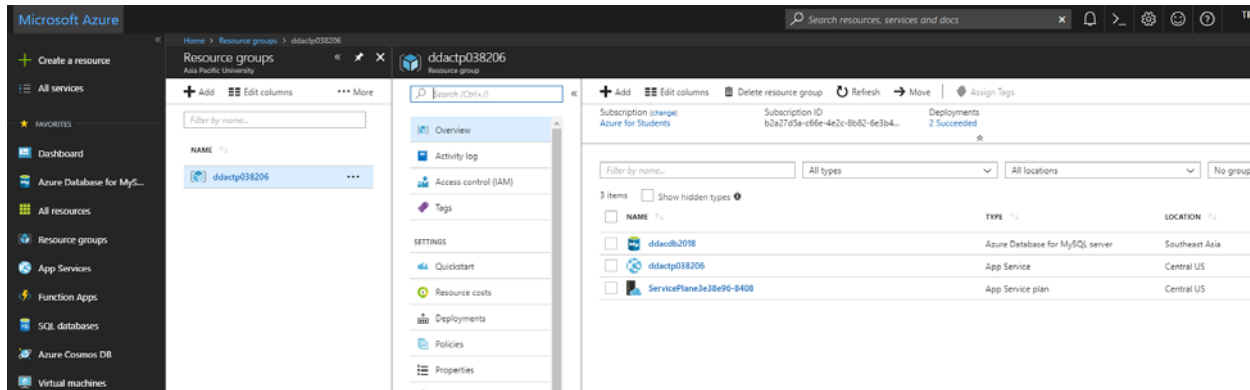 Microsoft Azure
Search resources, services and docs
Create a resource
All services
FAVORITES
Dashboard
Azure Database for MyS...
All resources
Resource groups
App Services
Function Apps
SQL databases
Azure Cosmos DB
Virtual machines
Home > Resource groups > ddactp038206
Resource groups
Asia Pacific University
Add Edit columns ••• More
Filter by name...
NAME
ddactp038206 •••
ddactp038206
Resource group
Search (Ctrl+/)
Overview
Activity log
Access control (IAM)
Tags
SETTINGS
Quickstart
Resource costs
Deployments
Policies
Properties
Add Edit columns Delete resource group Refresh Move Assign Tags
Subscription (change) Subscription ID Deployments
Azure for Students b2a27d5a-c66e-4e2c-8b82-6e3b4... 2 Succeeded
Filter by name... All types All locations No group
3 items Show hidden types
NAME TYPE LOCATION
ddacdb2018 Azure Database for MySQL server Southeast Asia
ddactp038206 App Service Central US
ServicePlane3e38e96-8408 App Service plan Central US